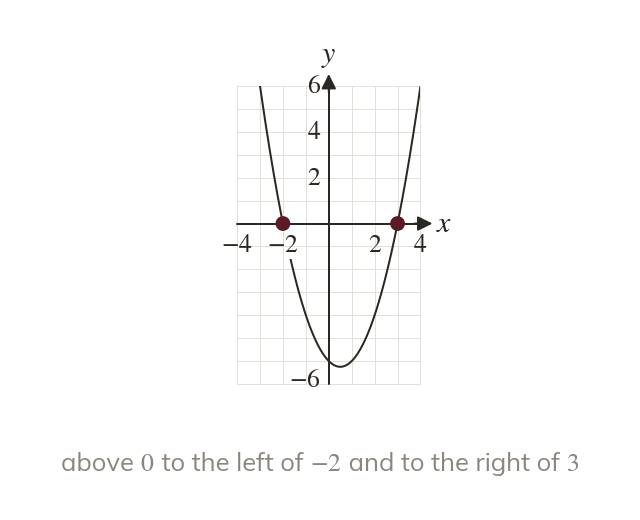 y
6
4
2
x
−4 −2 2 4
−6
above 0 to the left of −2 and to the right of 3